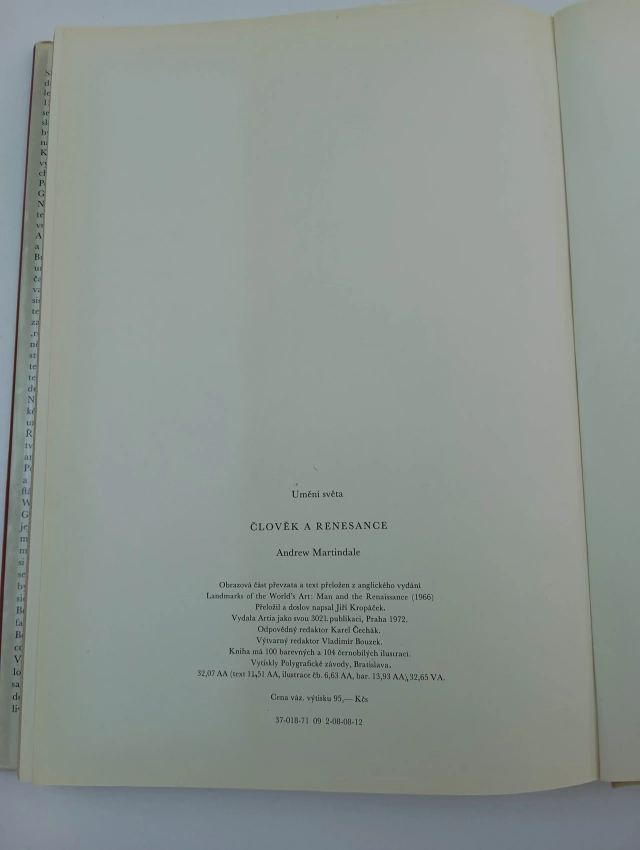 Umění světa
ČLOVĚK A RENESANCE
Andrew Martindale
Obrazová část převzata a text přeložen z anglického vydání
Landmarks of the World's Art: Man and the Renaissance (1966)
Přeložil a doslov napsal Jiří Kropáček.
Vydala Artia jako svou 3021. publikaci, Praha 1972.
Odpovědný redaktor Karel Čechák.
Výtvarný redaktor Vladimír Bouzek.
Kniha má 100 barevných a 104 černobílých ilustrací.
Vytiskly Polygrafické závody, Bratislava.
32,07 AA (text 11,51 AA, ilustrace čb. 6,63 AA, bar. 13,93 AA), 32,65 VA.
Cena váz. výtisku 95,— Kčs
37-018-71 09 2-08-08-12